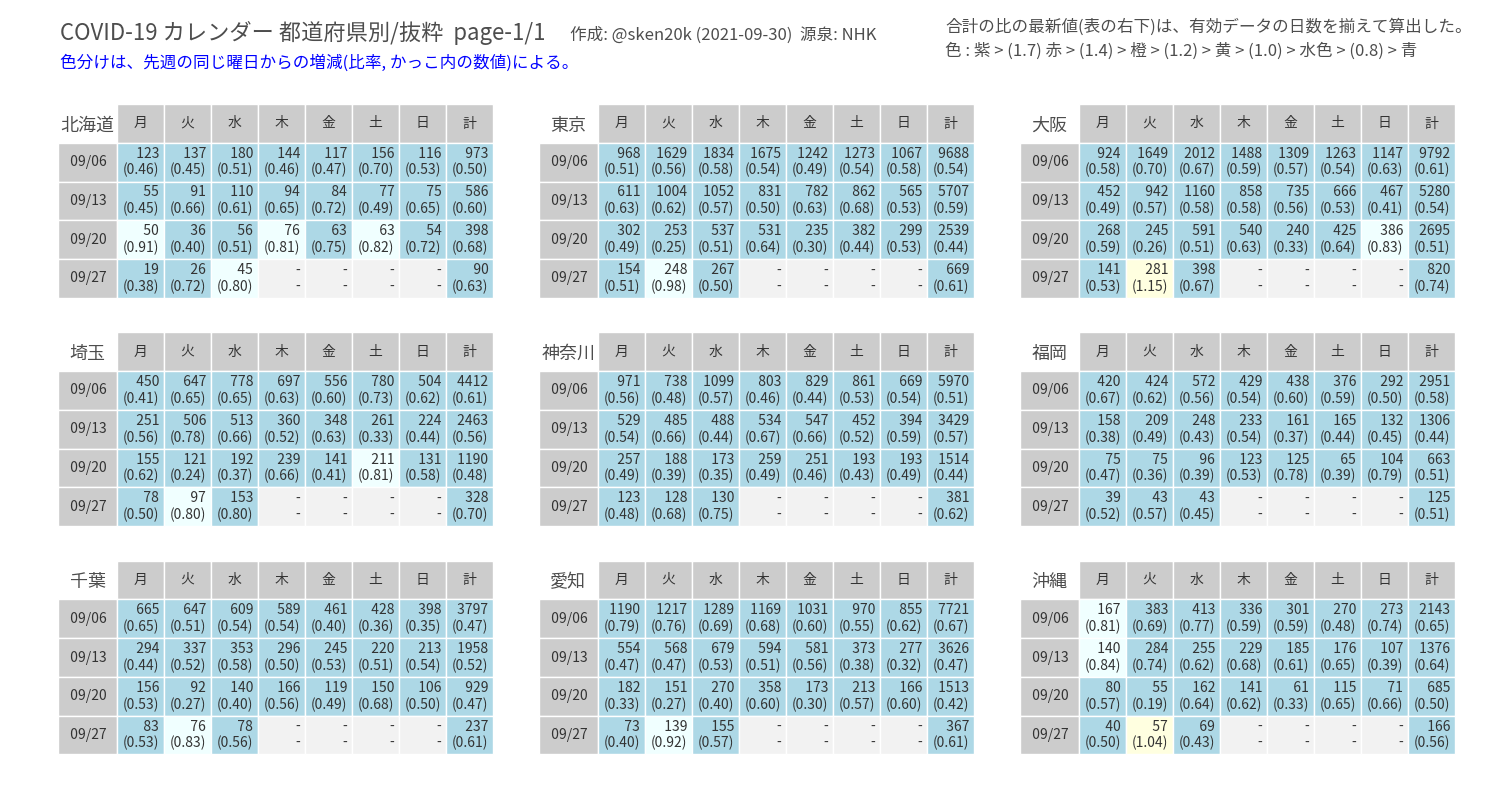 COVID-19 カレンダー 都道府県別/抜粋 page-1/1 作成: @sken20k (2021-09-30) 源泉: NHK
色分けは、先週の同じ曜日からの増減(比率, かっこ内の数値)による。
合計の比の最新値(表の右下)は、有効データの日数を揃えて算出した。
色 : 紫 > (1.7) 赤 > (1.4) 橙 > (1.2) 黄 > (1.0) > 水色 > (0.8) > 青
北海道 月 火 水 木 金 土 日 計
09/06 123 137 180 144 117 156 116 973
(0.46) (0.45) (0.51) (0.46) (0.47) (0.70) (0.53) (0.50)
09/13 55 91 110 94 84 77 75 586
(0.45) (0.66) (0.61) (0.65) (0.72) (0.49) (0.65) (0.60)
09/20 50 36 56 76 63 63 54 398
(0.91) (0.40) (0.51) (0.81) (0.75) (0.82) (0.72) (0.68)
09/27 19 26 45 - - - - 90
(0.38) (0.72) (0.80) - - - - (0.63)
東京 月 火 水 木 金 土 日 計
09/06 968 1629 1834 1675 1242 1273 1067 9688
(0.51) (0.56) (0.58) (0.54) (0.49) (0.54) (0.58) (0.54)
09/13 611 1004 1052 831 782 862 565 5707
(0.63) (0.62) (0.57) (0.50) (0.63) (0.68) (0.53) (0.59)
09/20 302 253 537 531 235 382 299 2539
(0.49) (0.25) (0.51) (0.64) (0.30) (0.44) (0.53) (0.44)
09/27 154 248 267 - - - - 669
(0.51) (0.98) (0.50) - - - - (0.61)
大阪 月 火 水 木 金 土 日 計
09/06 924 1649 2012 1488 1309 1263 1147 9792
(0.58) (0.70) (0.67) (0.59) (0.57) (0.54) (0.63) (0.61)
09/13 452 942 1160 858 735 666 467 5280
(0.49) (0.57) (0.58) (0.58) (0.56) (0.53) (0.41) (0.54)
09/20 268 245 591 540 240 425 386 2695
(0.59) (0.26) (0.51) (0.63) (0.33) (0.64) (0.83) (0.51)
09/27 141 281 398 - - - - 820
(0.53) (1.15) (0.67) - - - - (0.74)
埼玉 月 火 水 木 金 土 日 計
09/06 450 647 778 697 556 780 504 4412
(0.41) (0.65) (0.65) (0.63) (0.60) (0.73) (0.62) (0.61)
09/13 251 506 513 360 348 261 224 2463
(0.56) (0.78) (0.66) (0.52) (0.63) (0.33) (0.44) (0.56)
09/20 155 121 192 239 141 211 131 1190
(0.62) (0.24) (0.37) (0.66) (0.41) (0.81) (0.58) (0.48)
09/27 78 97 153 - - - - 328
(0.50) (0.80) (0.80) - - - - (0.70)
神奈川 月 火 水 木 金 土 日 計
09/06 971 738 1099 803 829 861 669 5970
(0.56) (0.48) (0.57) (0.46) (0.44) (0.53) (0.54) (0.51)
09/13 529 485 488 534 547 452 394 3429
(0.54) (0.66) (0.44) (0.67) (0.66) (0.52) (0.59) (0.57)
09/20 257 188 173 259 251 193 193 1514
(0.49) (0.39) (0.35) (0.49) (0.46) (0.43) (0.49) (0.44)
09/27 123 128 130 - - - - 381
(0.48) (0.68) (0.75) - - - - (0.62)
福岡 月 火 水 木 金 土 日 計
09/06 420 424 572 429 438 376 292 2951
(0.67) (0.62) (0.56) (0.54) (0.60) (0.59) (0.50) (0.58)
09/13 158 209 248 233 161 165 132 1306
(0.38) (0.49) (0.43) (0.54) (0.37) (0.44) (0.45) (0.44)
09/20 75 75 96 123 125 65 104 663
(0.47) (0.36) (0.39) (0.53) (0.78) (0.39) (0.79) (0.51)
09/27 39 43 43 - - - - 125
(0.52) (0.57) (0.45) - - - - (0.51)
千葉 月 火 水 木 金 土 日 計
09/06 665 647 609 589 461 428 398 3797
(0.65) (0.51) (0.54) (0.54) (0.40) (0.36) (0.35) (0.47)
09/13 294 337 353 296 245 220 213 1958
(0.44) (0.52) (0.58) (0.50) (0.53) (0.51) (0.54) (0.52)
09/20 156 92 140 166 119 150 106 929
(0.53) (0.27) (0.40) (0.56) (0.49) (0.68) (0.50) (0.47)
09/27 83 76 78 - - - - 237
(0.53) (0.83) (0.56) - - - - (0.61)
愛知 月 火 水 木 金 土 日 計
09/06 1190 1217 1289 1169 1031 970 855 7721
(0.79) (0.76) (0.69) (0.68) (0.60) (0.55) (0.62) (0.67)
09/13 554 568 679 594 581 373 277 3626
(0.47) (0.47) (0.53) (0.51) (0.56) (0.38) (0.32) (0.47)
09/20 182 151 270 358 173 213 166 1513
(0.33) (0.27) (0.40) (0.60) (0.30) (0.57) (0.60) (0.42)
09/27 73 139 155 - - - - 367
(0.40) (0.92) (0.57) - - - - (0.61)
沖縄 月 火 水 木 金 土 日 計
09/06 167 383 413 336 301 270 273 2143
(0.81) (0.69) (0.77) (0.59) (0.59) (0.48) (0.74) (0.65)
09/13 140 284 255 229 185 176 107 1376
(0.84) (0.74) (0.62) (0.68) (0.61) (0.65) (0.39) (0.64)
09/20 80 55 162 141 61 115 71 685
(0.57) (0.19) (0.64) (0.62) (0.33) (0.65) (0.66) (0.50)
09/27 40 57 69 - - - - 166
(0.50) (1.04) (0.43) - - - - (0.56)